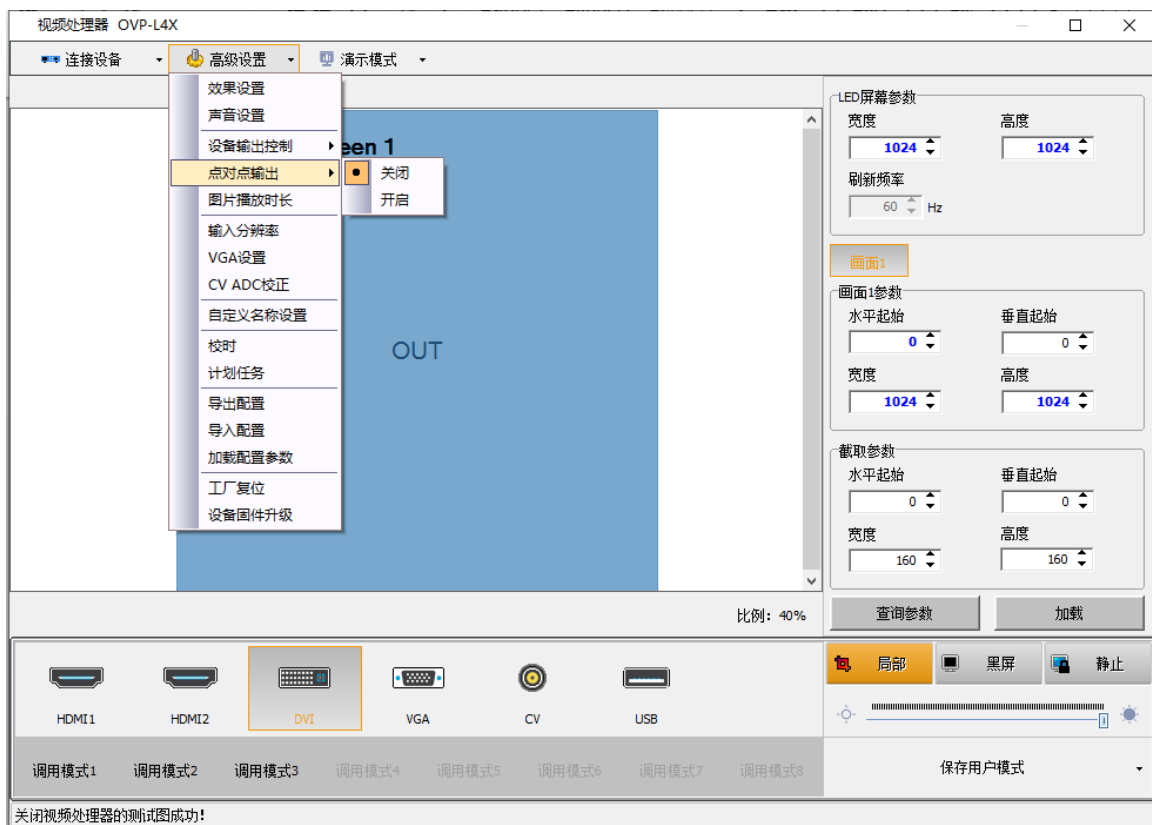 视频处理器 OVP-L4X
连接设备 高级设置 演示模式
效果设置
声音设置
设备输出控制
点对点输出
图片播放时长
输入分辨率
VGA设置
CV ADC校正
自定义名称设置
校时
计划任务
导出配置
导入配置
加载配置参数
工厂复位
设备固件升级
关闭
开启
een 1
OUT
比例: 40%
LED屏幕参数
宽度 高度
1024 1024
刷新频率
60 Hz
画面1
画面1参数
水平起始 垂直起始
0 0
宽度 高度
1024 1024
截取参数
水平起始 垂直起始
0 0
宽度 高度
160 160
查询参数 加载
HDMI1 HDMI2 DVI VGA CV USB
局部 黑屏 静止
调用模式1 调用模式2 调用模式3 调用模式4 调用模式5 调用模式6 调用模式7 调用模式8
保存用户模式
关闭视频处理器的测试图成功!